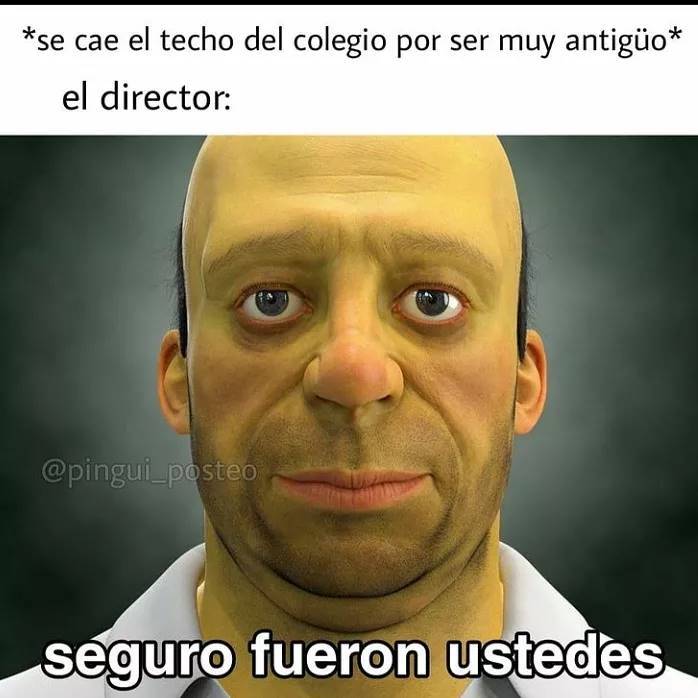 *se cae el techo del colegio por ser muy antigüo*
el director:
@pingui_posteo
seguro fueron ustedes